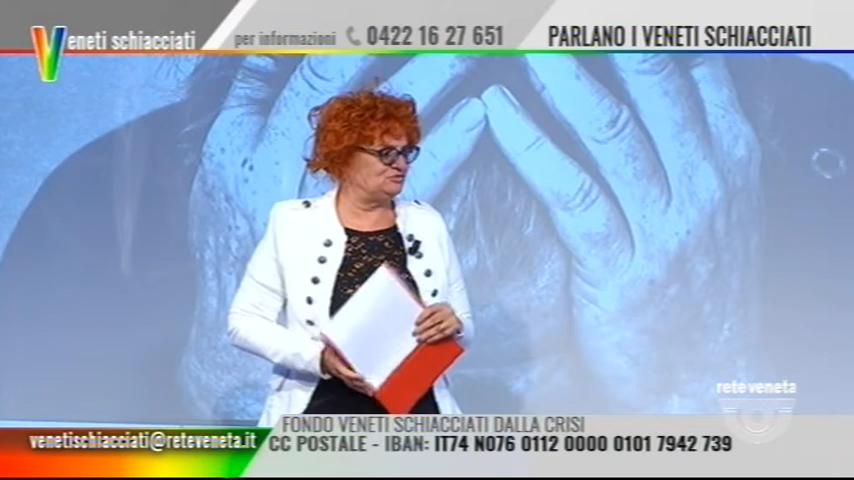 Veneti schiacciati
per informazioni 0422 16 27 651
PARLANO I VENETI SCHIACCIATI
rete veneta
FONDO VENETI SCHIACCIATI DALLA CRISI
venetischiacciati@reteveneta.it
CC POSTALE - IBAN: IT74 N076 0112 0000 0101 7942 739